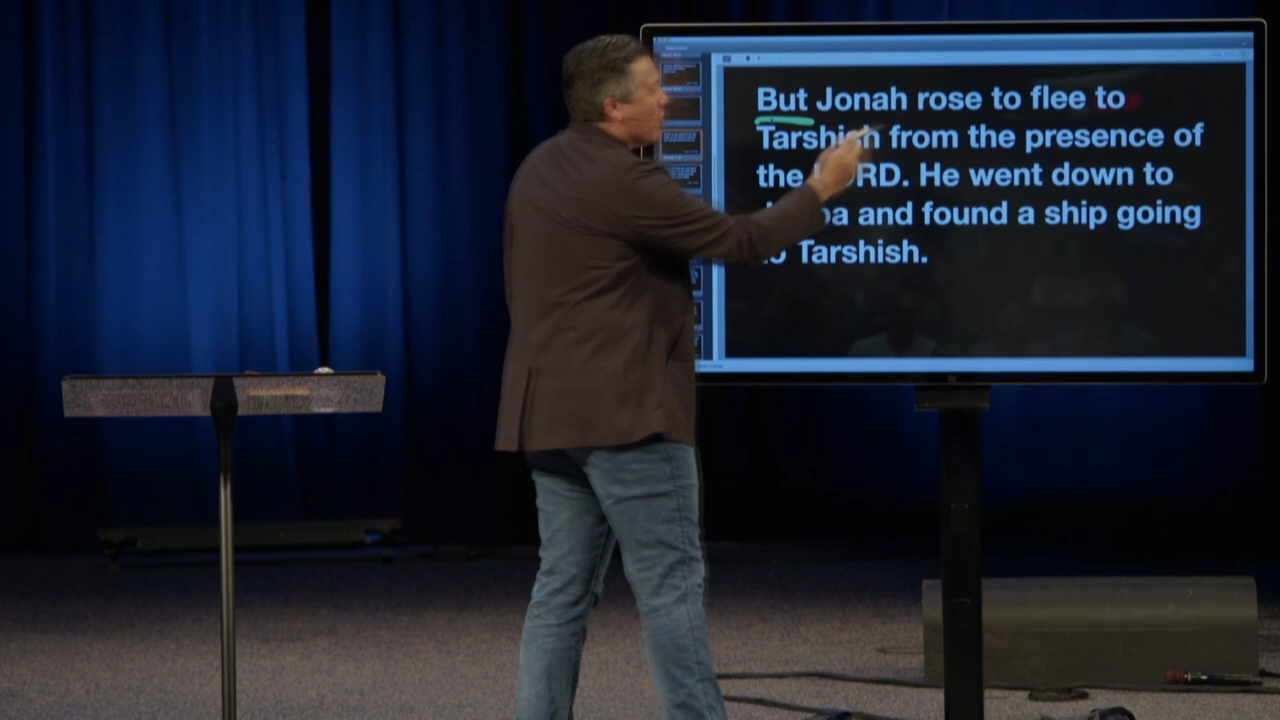 But Jonah rose to flee to
Tarshish from the presence of
the LORD. He went down to
and found a ship going
Tarshish.